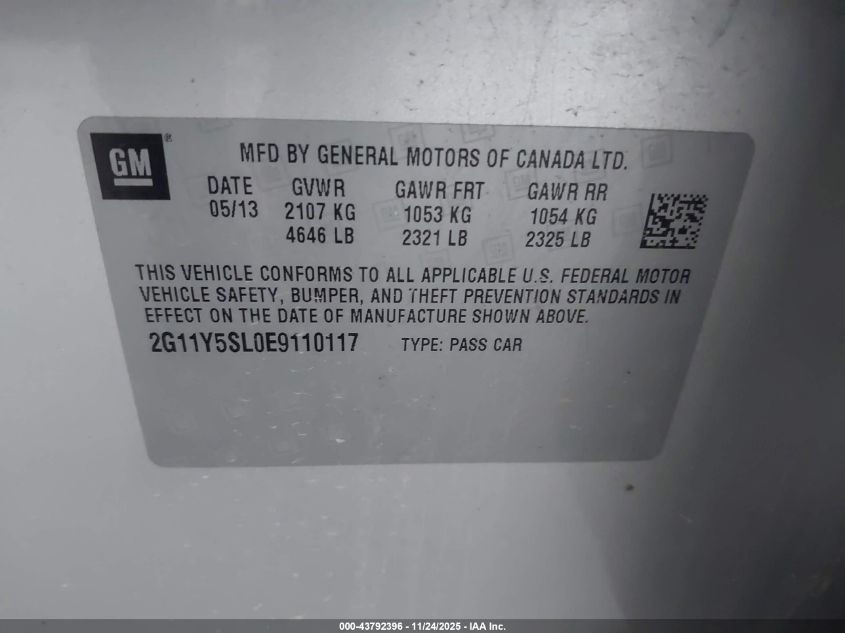 GM ®
MFD BY GENERAL MOTORS OF CANADA LTD.
DATE GVWR GAWR FRT GAWR RR
05/13 2107 KG 1053 KG 1054 KG
4646 LB 2321 LB 2325 LB
THIS VEHICLE CONFORMS TO ALL APPLICABLE U.S. FEDERAL MOTOR
VEHICLE SAFETY, BUMPER, AND THEFT PREVENTION STANDARDS IN
EFFECT ON THE DATE OF MANUFACTURE SHOWN ABOVE.
2G11Y5SL0E9110117 TYPE: PASS CAR
000-43792396 - 11/24/2025 - IAA Inc.